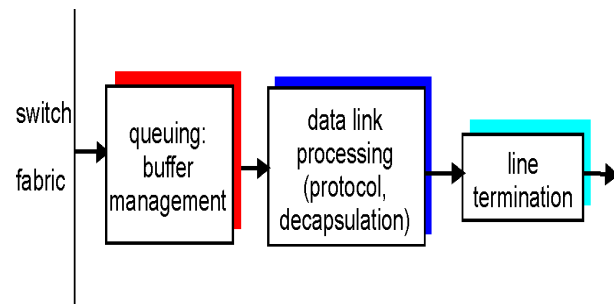 switch
fabric
queuing:
buffer
management
data link
processing
(protocol,
decapsulation)
line
termination